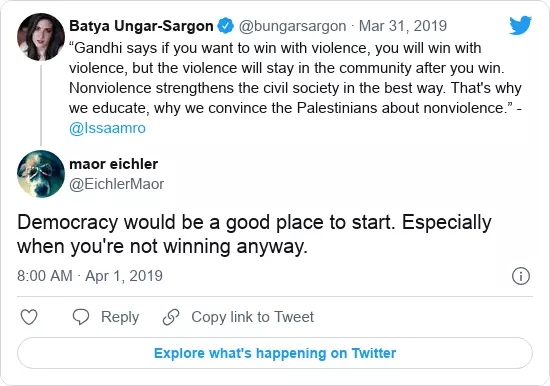 Batya Ungar-Sargon @bungarsargon · Mar 31, 2019
“Gandhi says if you want to win with violence, you will win with
violence, but the violence will stay in the community after you win.
Nonviolence strengthens the civil society in the best way. That's why
we educate, why we convince the Palestinians about nonviolence.” -
@Issaamro
maor eichler
@EichlerMaor
Democracy would be a good place to start. Especially
when you're not winning anyway.
8:00 AM · Apr 1, 2019
Reply Copy link to Tweet
Explore what's happening on Twitter